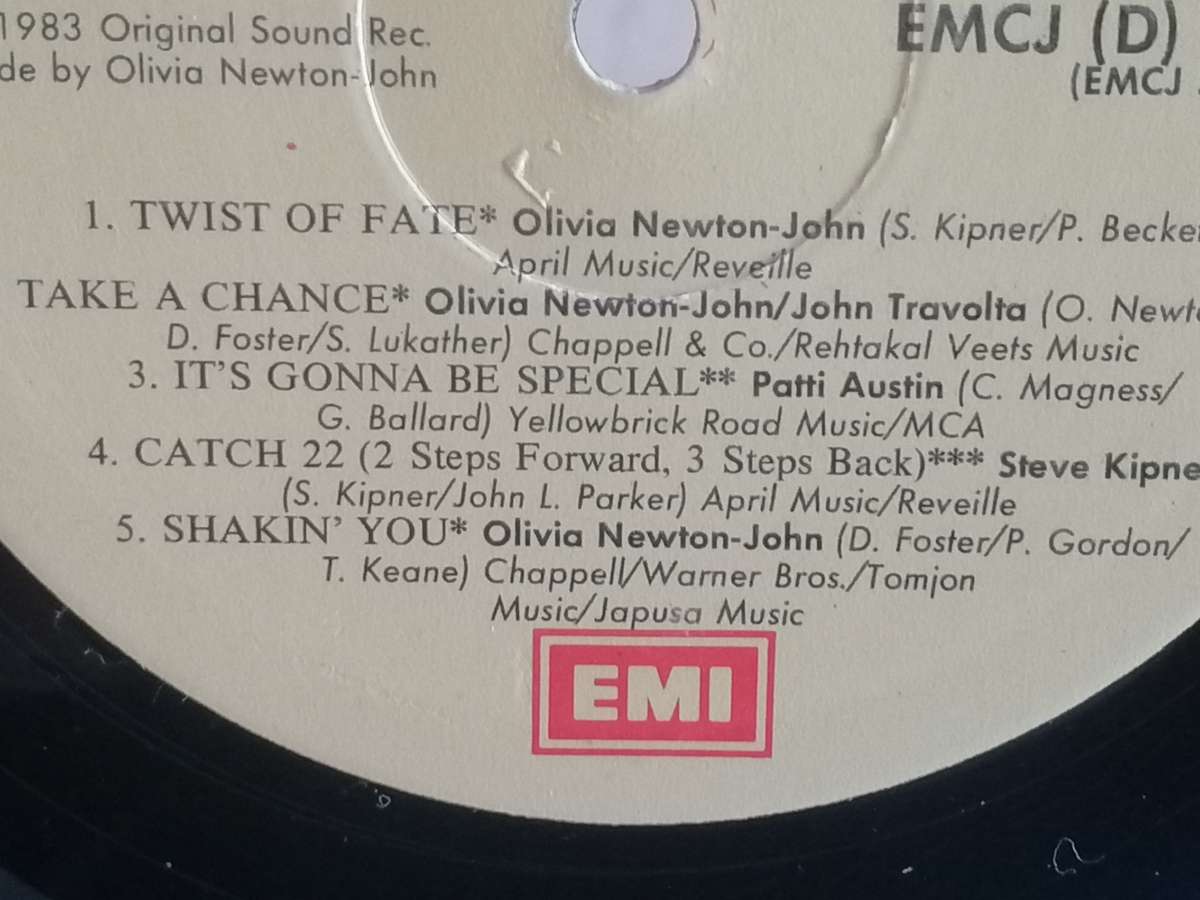 1983 Original Sound Rec.
de by Olivia Newton-John
EMCJ (D)
(EMCJ
1. TWIST OF FATE* Olivia Newton-John (S. Kipner/P. Becke
April Music/Reveille
TAKE A CHANCE* Olivia Newton-John/John Travolta (O. Newt
D. Foster/S. Lukather) Chappell & Co./Rehtakal Veets Music
3. IT'S GONNA BE SPECIAL** Patti Austin (C. Magness/
G. Ballard) Yellowbrick Road Music/MCA
4. CATCH 22 (2 Steps Forward, 3 Steps Back)*** Steve Kipne
(S. Kipner/John L. Parker) April Music/Reveille
5. SHAKIN' YOU* Olivia Newton-John (D. Foster/P. Gordon/
T. Keane) Chappell/Warner Bros./Tomjon
Music/Japusa Music
EMI